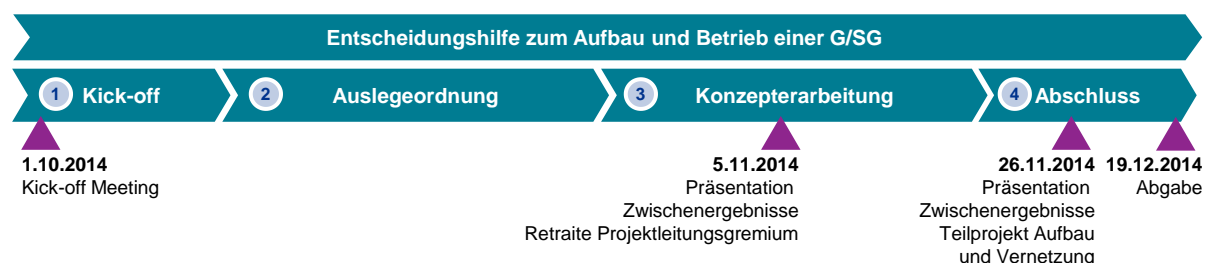 Entscheidungshilfe zum Aufbau und Betrieb einer G/SG
1 Kick-off
2 Auslegeordnung
3 Konzepterarbeitung
4 Abschluss
1.10.2014
Kick-off Meeting
5.11.2014
Präsentation
Zwischenergebnisse
Retraite Projektleitungsgremium
26.11.2014
Präsentation
Zwischenergebnisse
Teilprojekt Aufbau
und Vernetzung
19.12.2014
Abgabe